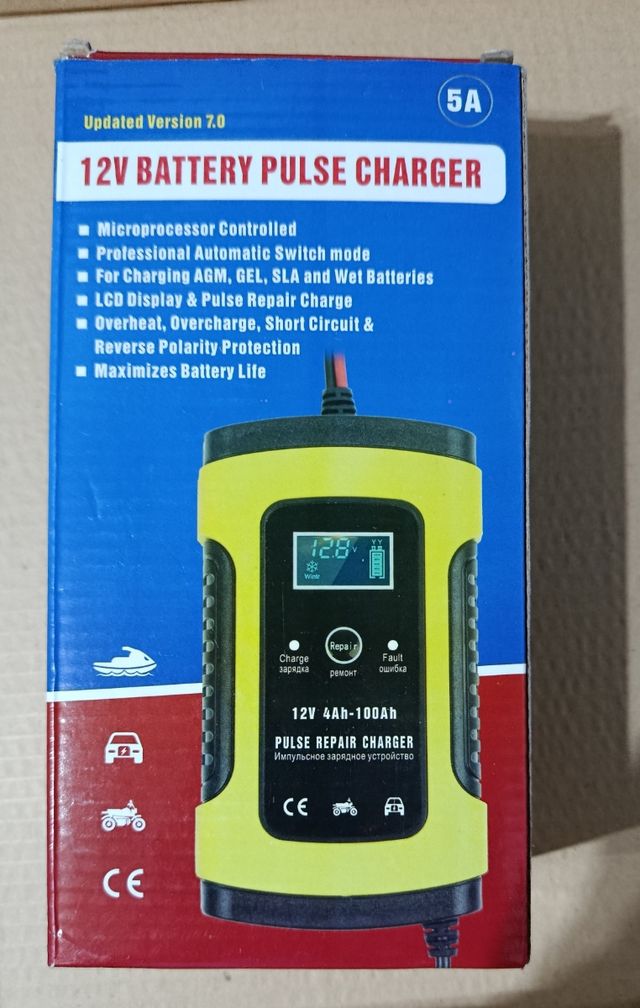 5A
Updated Version 7.0
12V BATTERY PULSE CHARGER
Microprocessor Controlled
Professional Automatic Switch mode
For Charging AGM, GEL, SLA and Wet Batteries
LCD Display & Pulse Repair Charge
Overheat, Overcharge, Short Circuit &
Reverse Polarity Protection
Maximizes Battery Life
12.8 V
Wintr
Repair
Charge Fault
зарядка ремонт ошибка
12V 4Ah-100Ah
PULSE REPAIR CHARGER
Импульсное зарядное устройство
CE
CE